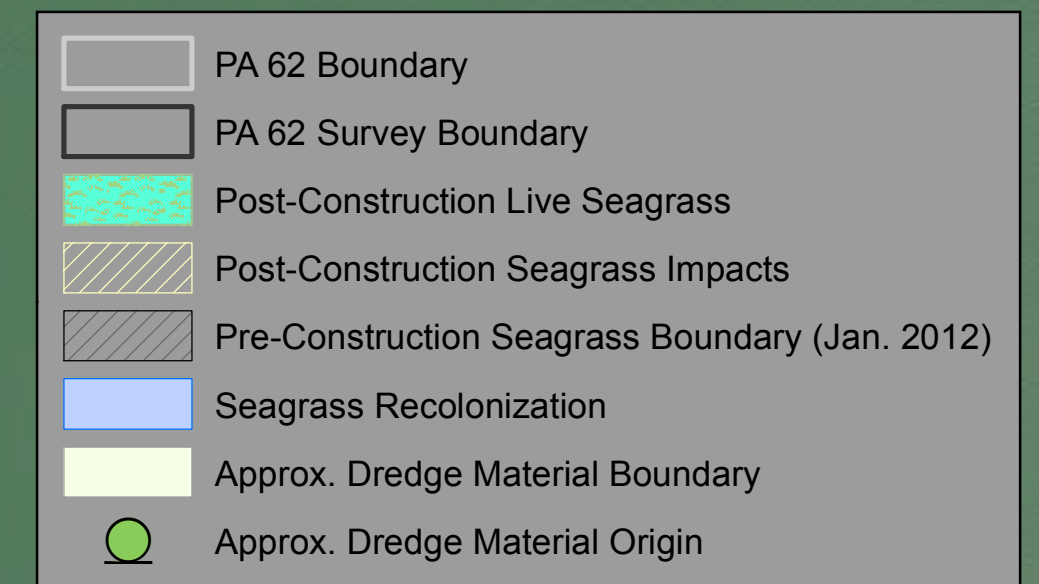 PA 62 Boundary
PA 62 Survey Boundary
Post-Construction Live Seagrass
Post-Construction Seagrass Impacts
Pre-Construction Seagrass Boundary (Jan. 2012)
Seagrass Recolonization
Approx. Dredge Material Boundary
Approx. Dredge Material Origin